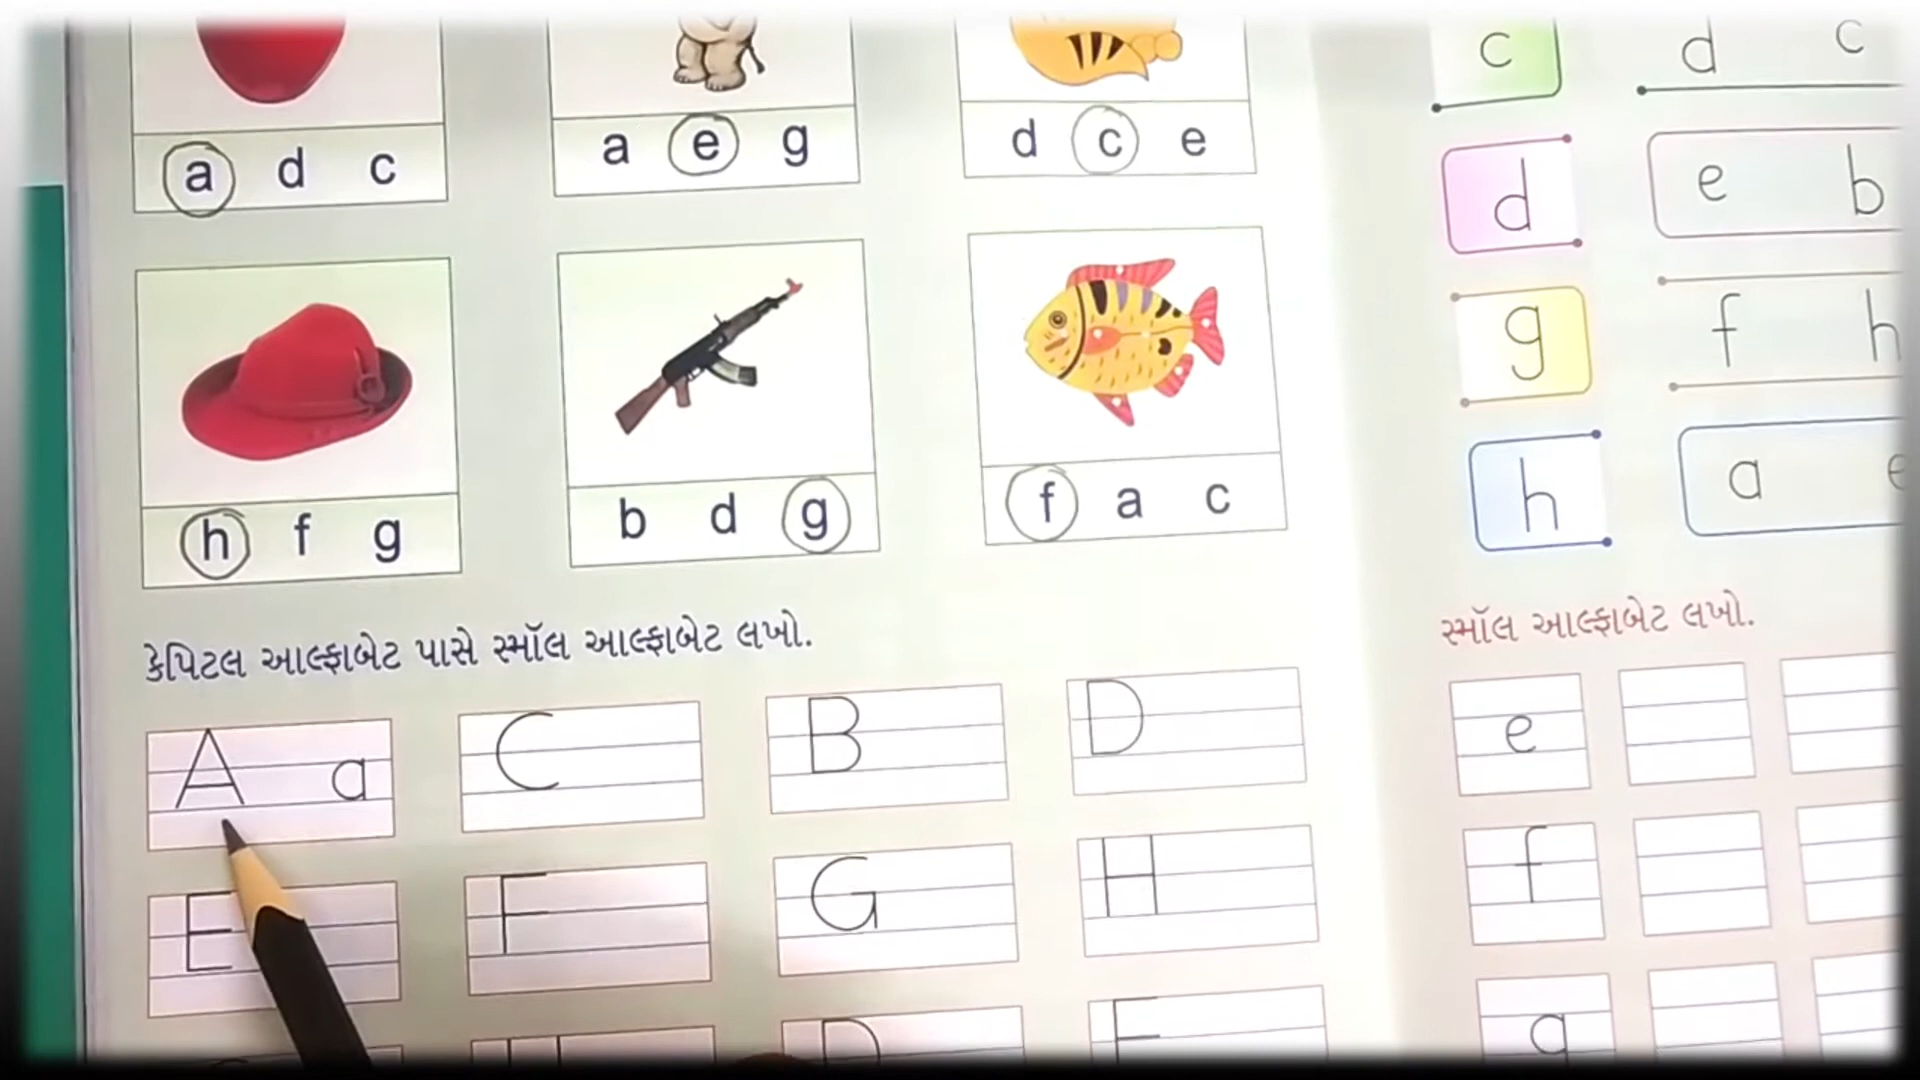 a d c
a e g
d c e
h f g
b d g
f a c
કેપિટલ આલ્ફાબેટ પાસે સ્મૉલ આલ્ફાબેટ લખો.
A a C B D
E F G H
c d c
d e b
g f h
h a e
સ્મૉલ આલ્ફાબેટ લખો.
e
f